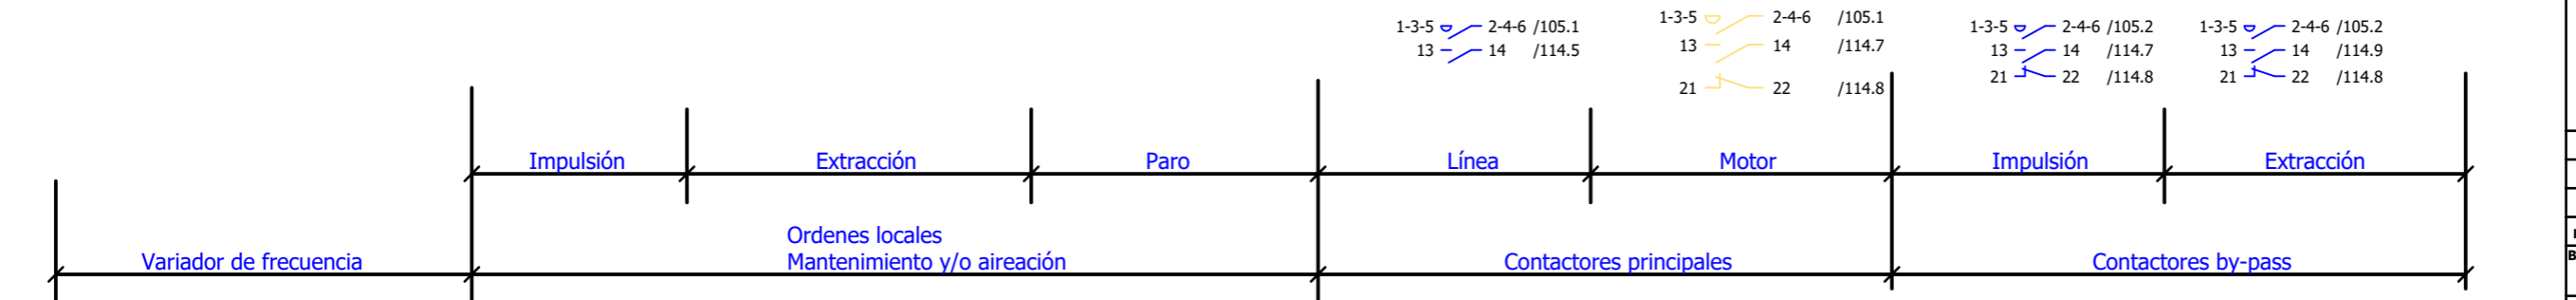 1-3-5 2-4-6 /105.1
13 14 /114.5
1-3-5 2-4-6 /105.1
13 14 /114.7
21 22 /114.8
1-3-5 2-4-6 /105.2
13 14 /114.7
21 22 /114.8
1-3-5 2-4-6 /105.2
13 14 /114.9
21 22 /114.8
Impulsión
Extracción
Paro
Línea
Motor
Impulsión
Extracción
Variador de frecuencia
Ordenes locales
Mantenimiento y/o aireación
Contactores principales
Contactores by-pass